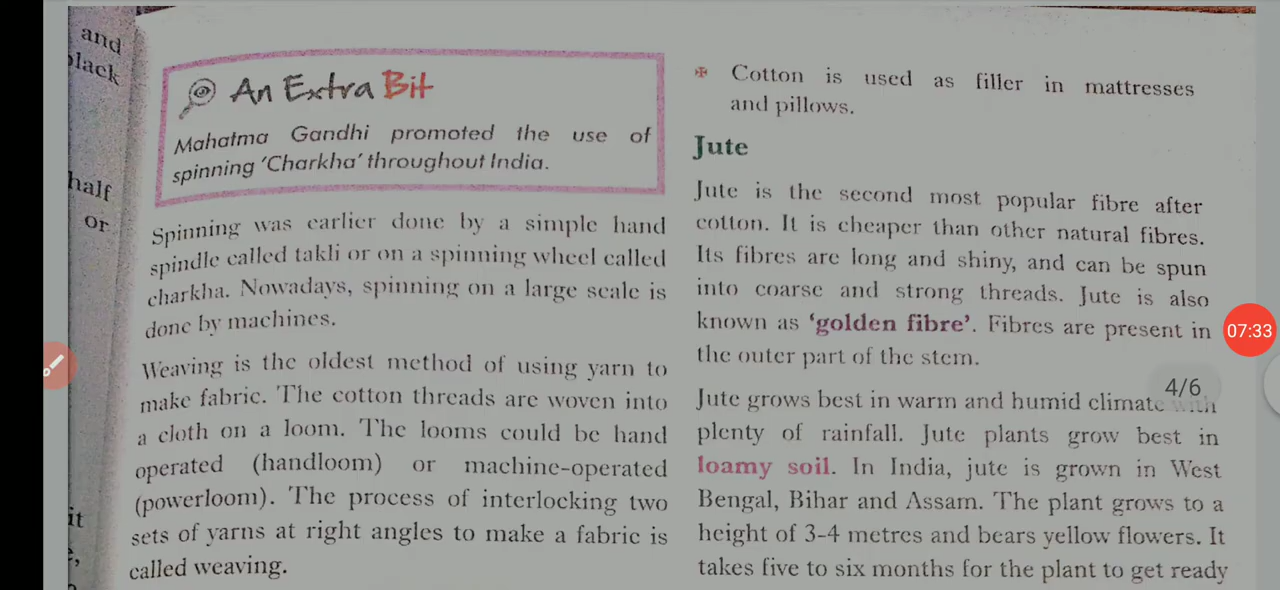 and
black
half
or
it
An Extra Bit
Mahatma Gandhi promoted the use of
spinning 'Charkha' throughout India.
Spinning was earlier done by a simple hand
spindle called takli or on a spinning wheel called
charkha. Nowadays, spinning on a large scale is
done by machines.
Weaving is the oldest method of using yarn to
make fabric. The cotton threads are woven into
a cloth on a loom. The looms could be hand
operated (handloom) or machine-operated
(powerloom). The process of interlocking two
sets of yarns at right angles to make a fabric is
called weaving.
Cotton is used as filler in mattresses
and pillows.
Jute
Jute is the second most popular fibre after
cotton. It is cheaper than other natural fibres.
Its fibres are long and shiny, and can be spun
into coarse and strong threads. Jute is also
known as 'golden fibre'. Fibres are present in
the outer part of the stem.
Jute grows best in warm and humid climate with
plenty of rainfall. Jute plants grow best in
loamy soil. In India, jute is grown in West
Bengal, Bihar and Assam. The plant grows to a
height of 3-4 metres and bears yellow flowers. It
takes five to six months for the plant to get ready
07:33
4/6